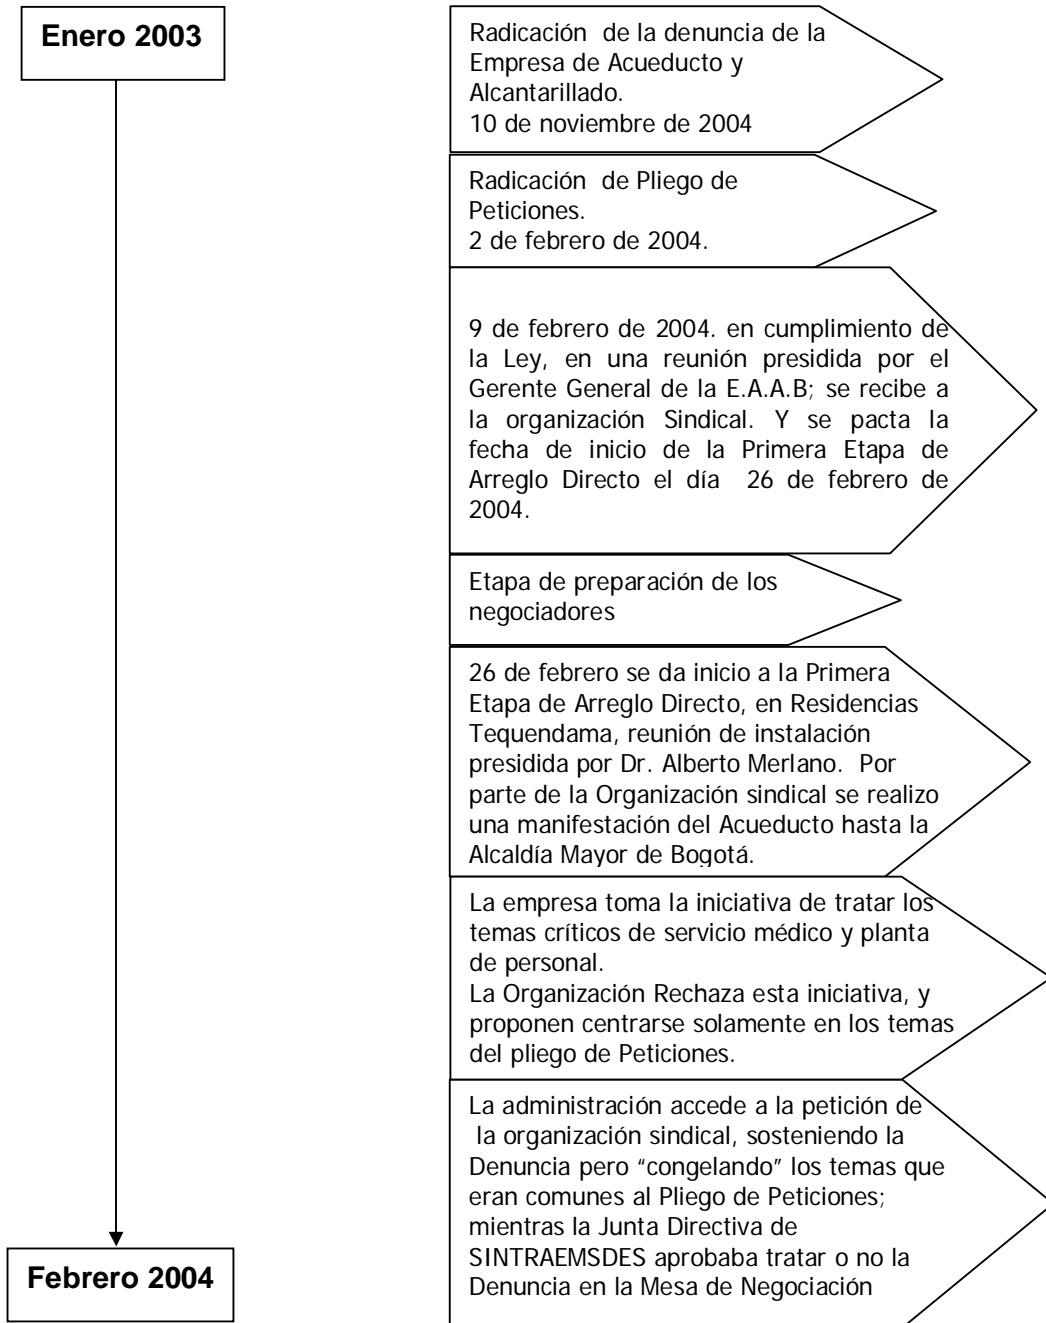 Enero 2003
Radicación de la denuncia de la
Empresa de Acueducto y
Alcantarillado.
10 de noviembre de 2004
Radicación de Pliego de
Peticiones.
2 de febrero de 2004.
9 de febrero de 2004. en cumplimiento de
la Ley, en una reunión presidida por el
Gerente General de la E.A.A.B; se recibe a
la organización Sindical. Y se pacta la
fecha de inicio de la Primera Etapa de
Arreglo Directo el día 26 de febrero de
2004.
Etapa de preparación de los
negociadores
26 de febrero se da inicio a la Primera
Etapa de Arreglo Directo, en Residencias
Tequendama, reunión de instalación
presidida por Dr. Alberto Merlano. Por
parte de la Organización sindical se realizo
una manifestación del Acueducto hasta la
Alcaldía Mayor de Bogotá.
La empresa toma la iniciativa de tratar los
temas críticos de servicio médico y planta
de personal.
La Organización Rechaza esta iniciativa, y
proponen centrarse solamente en los temas
del pliego de Peticiones.
La administración accede a la petición de
la organización sindical, sosteniendo la
Denuncia pero “congelando” los temas que
eran comunes al Pliego de Peticiones;
mientras la Junta Directiva de
SINTRAEMSDES aprobaba tratar o no la
Denuncia en la Mesa de Negociación
Febrero 2004